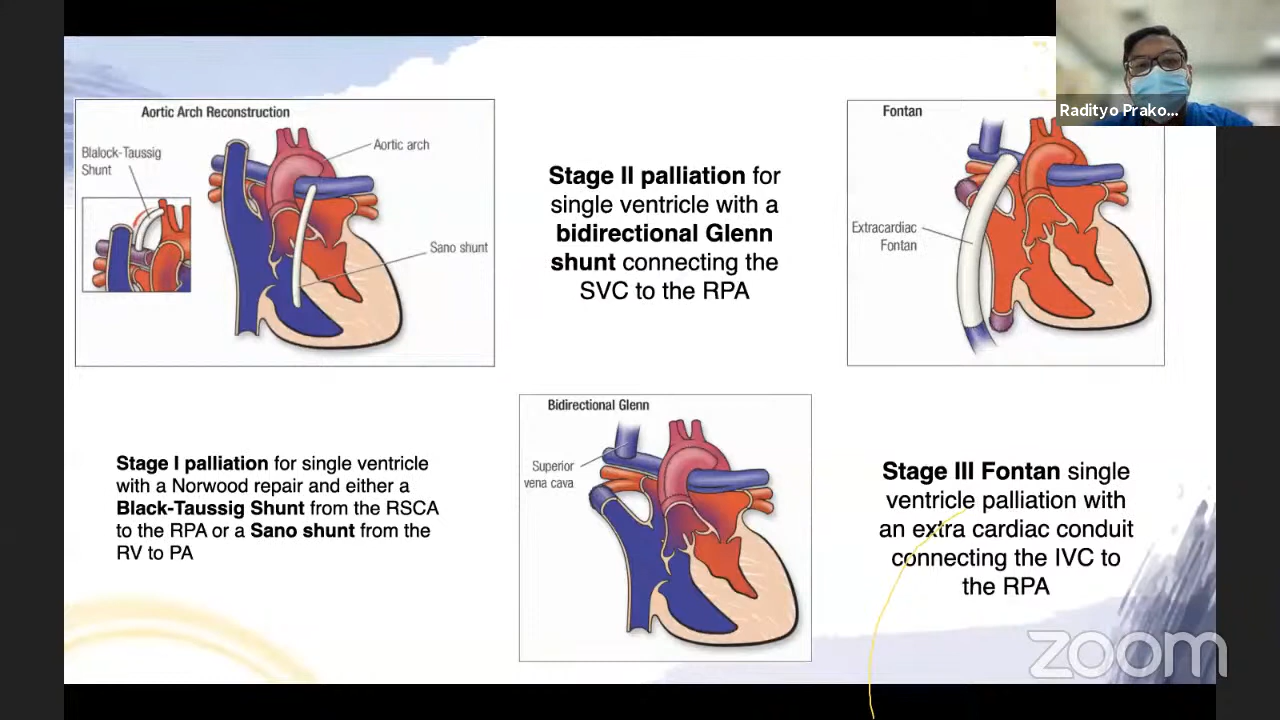 Aortic Arch Reconstruction
Blalock-Taussig
Shunt
Aortic arch
Sano shunt
Stage I palliation for single ventricle
with a Norwood repair and either a
Black-Taussig Shunt from the RSCA
to the RPA or a Sano shunt from the
RV to PA
Stage II palliation for
single ventricle with a
bidirectional Glenn
shunt connecting the
SVC to the RPA
Bidirectional Glenn
Superior
vena cava
Fontan
Extracardiac
Fontan
Stage III Fontan single
ventricle palliation with
an extra cardiac conduit
connecting the IVC to
the RPA
Radityo Prako...
zoom